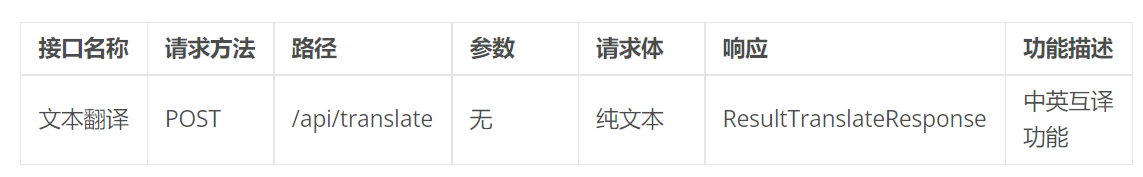 接口名称 请求方法 路径 参数 请求体 响应 功能描述
文本翻译 POST /api/translate 无 纯文本 ResultTranslateResponse 中英互译
功能